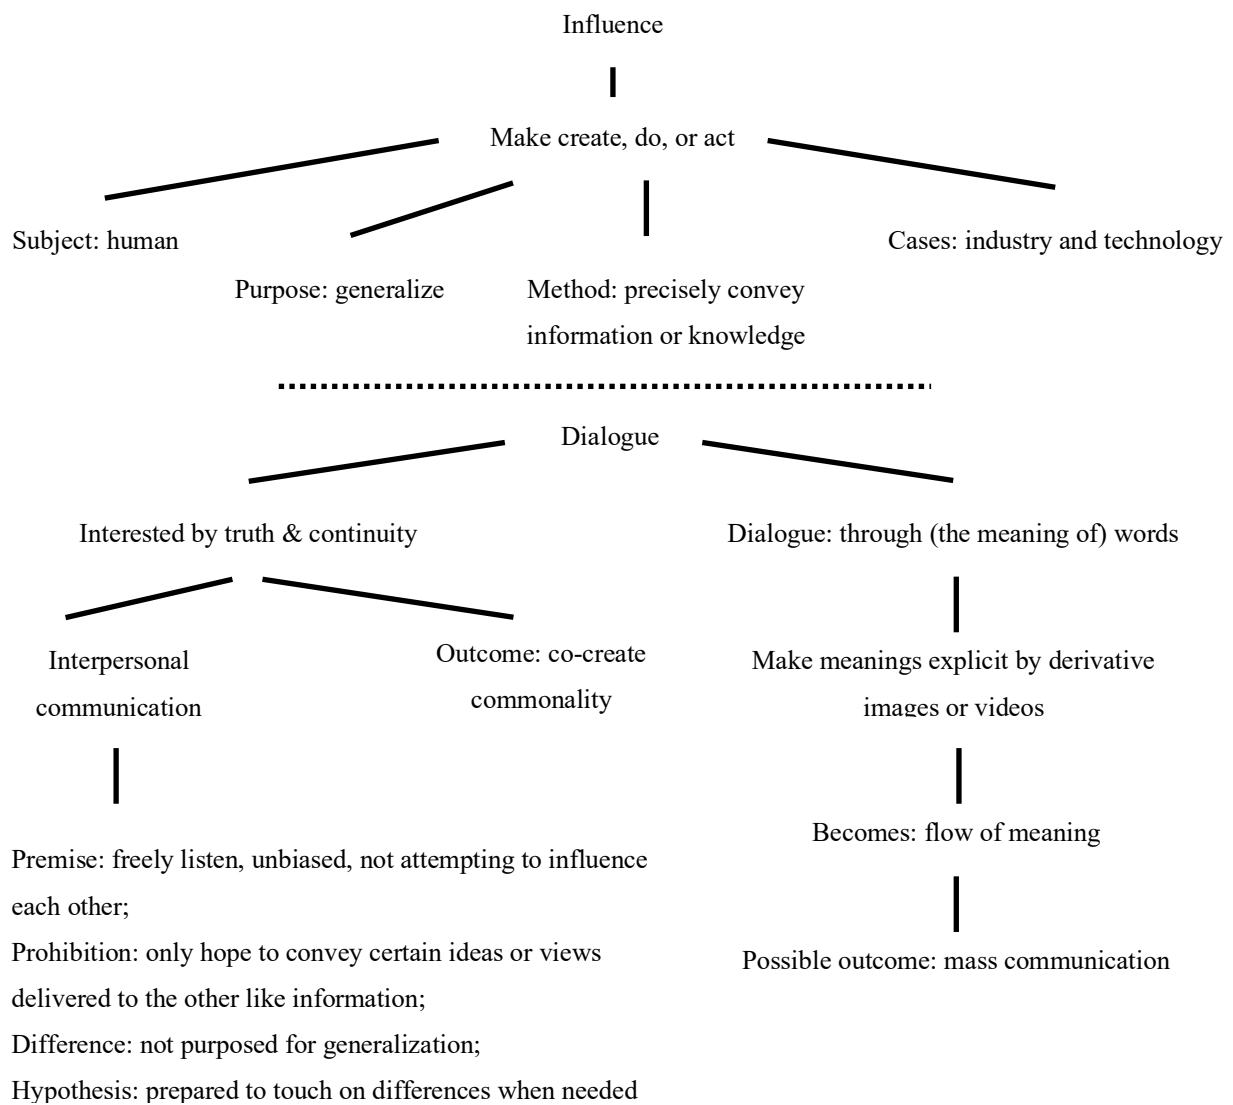 Influence
Make create, do, or act
Subject: human
Cases: industry and technology
Purpose: generalize
Method: precisely convey
information or knowledge
Dialogue
Interested by truth & continuity
Dialogue: through (the meaning of) words
Interpersonal
communication
Outcome: co-create
commonality
Make meanings explicit by derivative
images or videos
Becomes: flow of meaning
Possible outcome: mass communication
Premise: freely listen, unbiased, not attempting to influence
each other;
Prohibition: only hope to convey certain ideas or views
delivered to the other like information;
Difference: not purposed for generalization;
Hypothesis: prepared to touch on differences when needed